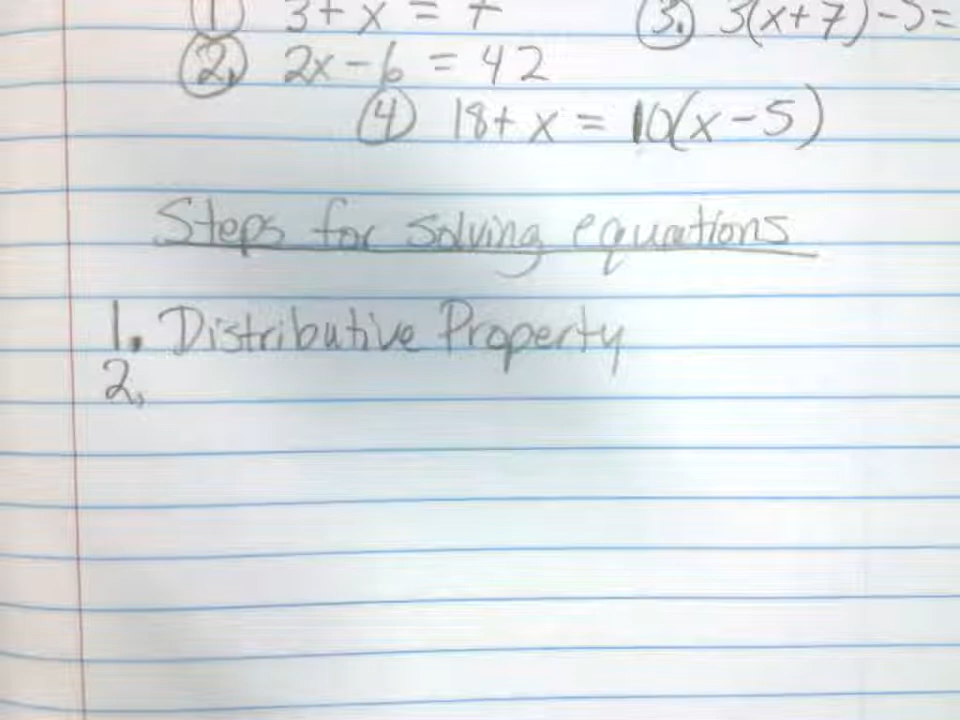 ① 3+ x =
③. 3(x+7)-5=
②. 2x-6 = 42
④ 18+ x = 10(x-5)
Steps for solving equations
1. Distributive Property
2.